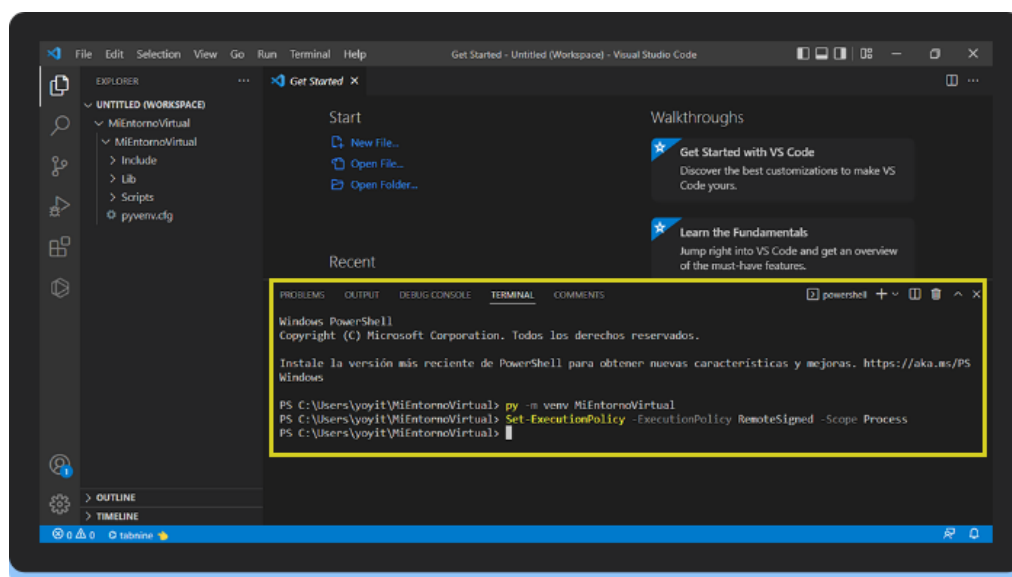 File Edit Selection View Go Run Terminal Help
Get Started - Untitled (Workspace) - Visual Studio Code
EXPLORER
UNTITLED (WORKSPACE)
MiEntornoVirtual
MiEntornoVirtual
Include
Lib
Scripts
pyvenv.cfg
OUTLINE
TIMELINE
Get Started
Start
New File...
Open File...
Open Folder...
Recent
Walkthroughs
Get Started with VS Code
Discover the best customizations to make VS
Code yours.
Learn the Fundamentals
Jump right into VS Code and get an overview
of the must-have features.
PROBLEMS OUTPUT DEBUG CONSOLE TERMINAL COMMENTS
powershell
Windows PowerShell
Copyright (C) Microsoft Corporation. Todos los derechos reservados.
Instale la versión más reciente de PowerShell para obtener nuevas características y mejoras. https://aka.ms/PS
Windows
PS C:\Users\yoyit\MiEntornoVirtual> py -m venv MiEntornoVirtual
PS C:\Users\yoyit\MiEntornoVirtual> Set-ExecutionPolicy -ExecutionPolicy RemoteSigned -Scope Process
PS C:\Users\yoyit\MiEntornoVirtual>
1
0 0 tabnine